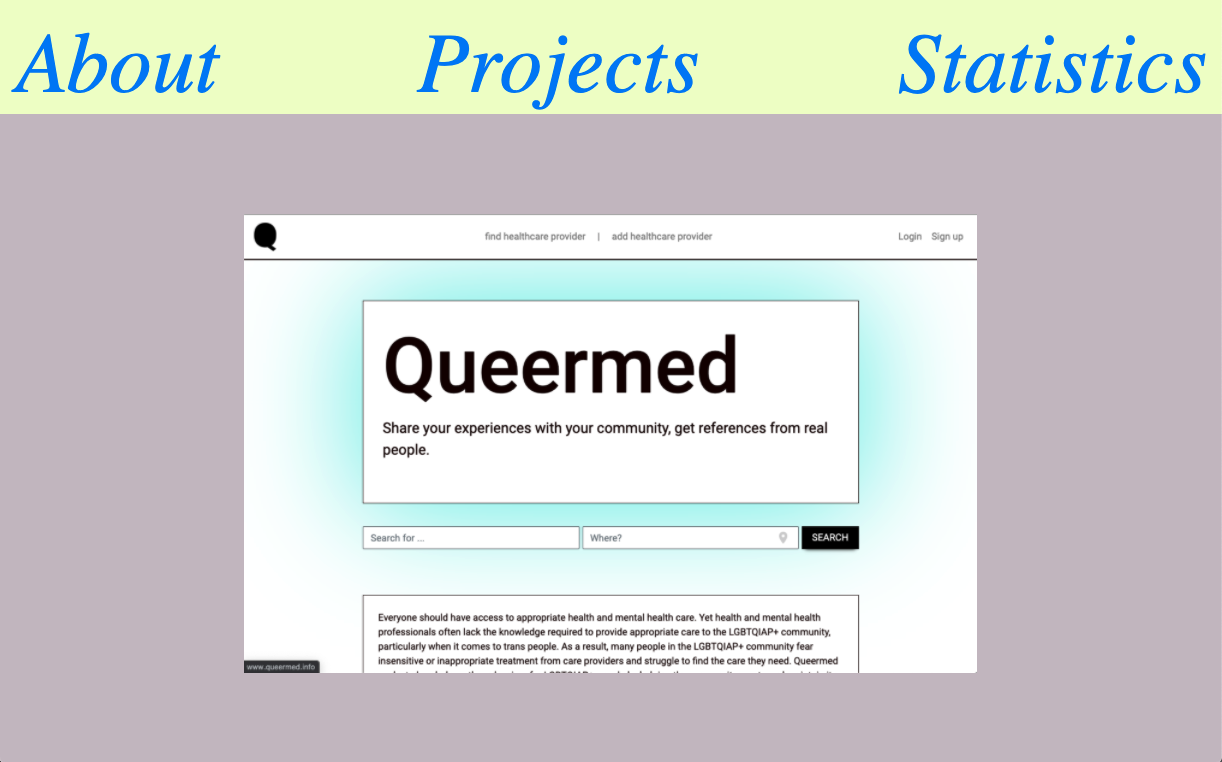 About Projects Statistics
Q find healthcare provider | add healthcare provider Login Sign up
Queermed
Share your experiences with your community, get references from real
people.
Search for ... Where? SEARCH
Everyone should have access to appropriate health and mental health care. Yet health and mental health
professionals often lack the knowledge required to provide appropriate care to the LGBTQIAP+ community,
particularly when it comes to trans people. As a result, many people in the LGBTQIAP+ community fear
insensitive or inappropriate treatment from care providers and struggle to find the care they need. Queermed
www.queermed.info